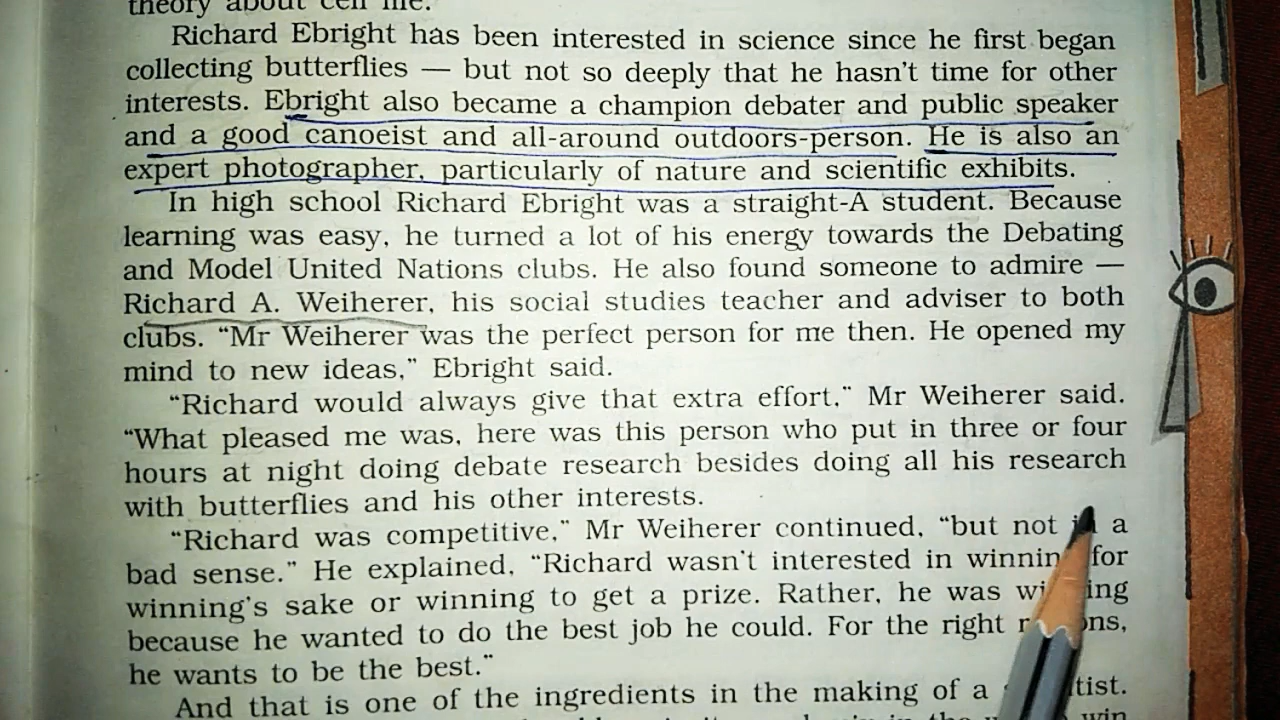 theory about cell life.
Richard Ebright has been interested in science since he first began
collecting butterflies — but not so deeply that he hasn't time for other
interests. Ebright also became a champion debater and public speaker
and a good canoeist and all-around outdoors-person. He is also an
expert photographer, particularly of nature and scientific exhibits.
In high school Richard Ebright was a straight-A student. Because
learning was easy, he turned a lot of his energy towards the Debating
and Model United Nations clubs. He also found someone to admire —
Richard A. Weiherer, his social studies teacher and adviser to both
clubs. “Mr Weiherer was the perfect person for me then. He opened my
mind to new ideas,” Ebright said.
“Richard would always give that extra effort,” Mr Weiherer said.
“What pleased me was, here was this person who put in three or four
hours at night doing debate research besides doing all his research
with butterflies and his other interests.
“Richard was competitive,” Mr Weiherer continued, “but not in a
bad sense.” He explained, “Richard wasn't interested in winning for
winning's sake or winning to get a prize. Rather, he was winning
because he wanted to do the best job he could. For the right
he wants to be the best.”
And that is one of the ingredients in the making of a